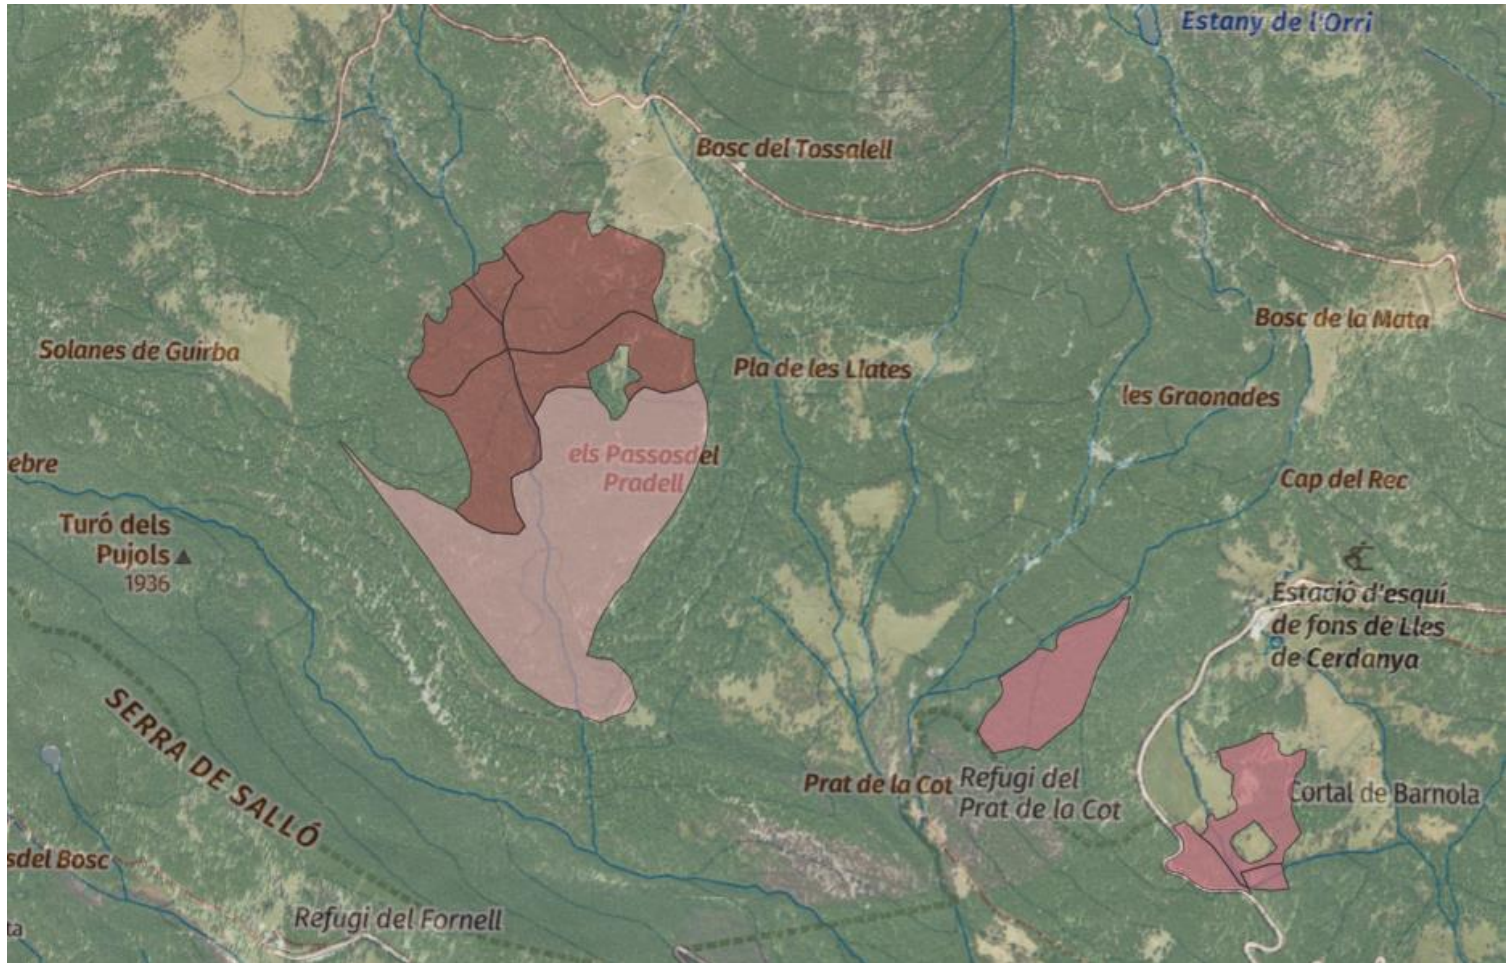 Estany de l'Orri
Bosc del Tossalell
Bosc de la Mata
Solanes de Guirba
Pla de les Llates
les Graonades
els Passosdel
Pradell
ebre
Cap del Rec
Turó dels
Pujols
1936
Estació d'esquí
de fons de Lles
de Cerdanya
SERRA DE SALLÓ
Prat de la Cot
Refugi del
Prat de la Cot
Cortal de Barnola
sdel Bosc
Refugi del Fornell
ta